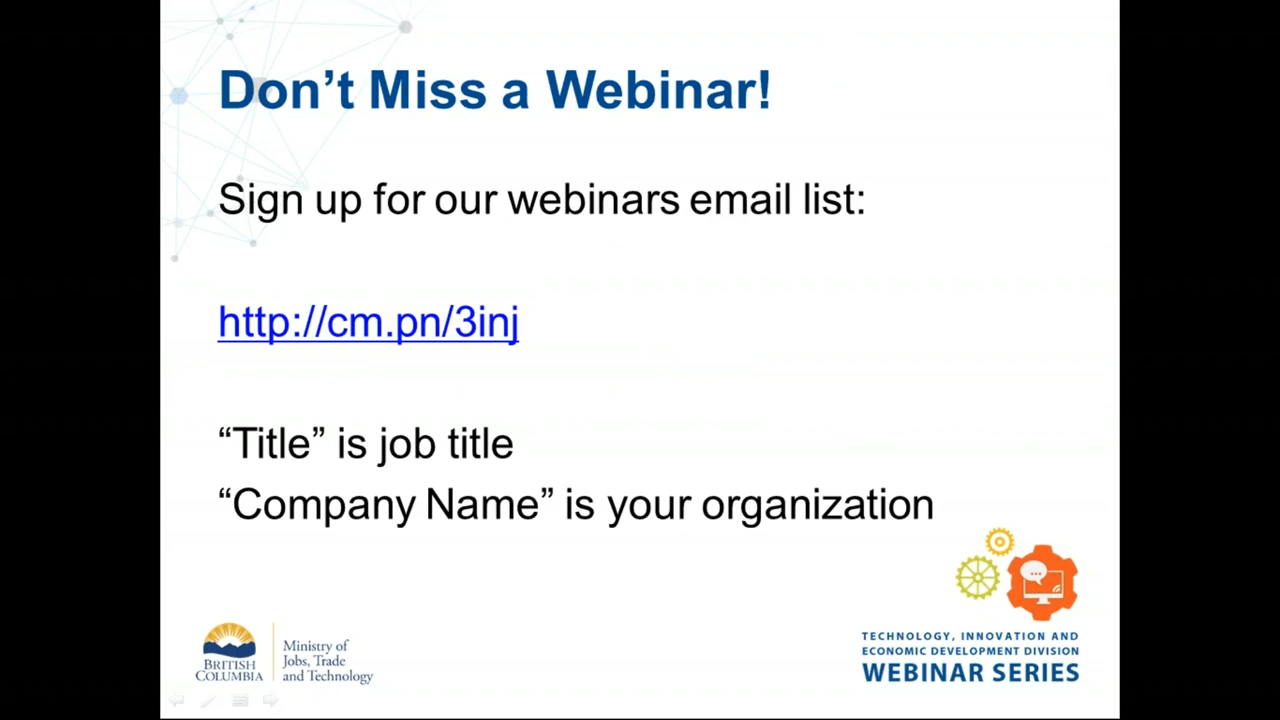 Don’t Miss a Webinar!
Sign up for our webinars email list:
http://cm.pn/3inj
“Title” is job title
“Company Name” is your organization
BRITISH
COLUMBIA
Ministry of
Jobs, Trade
and Technology
TECHNOLOGY, INNOVATION AND
ECONOMIC DEVELOPMENT DIVISION
WEBINAR SERIES